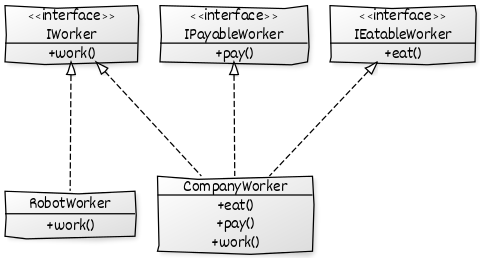 <<interface>>
IWorker
+work()
<<interface>>
IPayableWorker
+pay()
<<interface>>
IEatableWorker
+eat()
RobotWorker
+work()
CompanyWorker
+eat()
+pay()
+work()